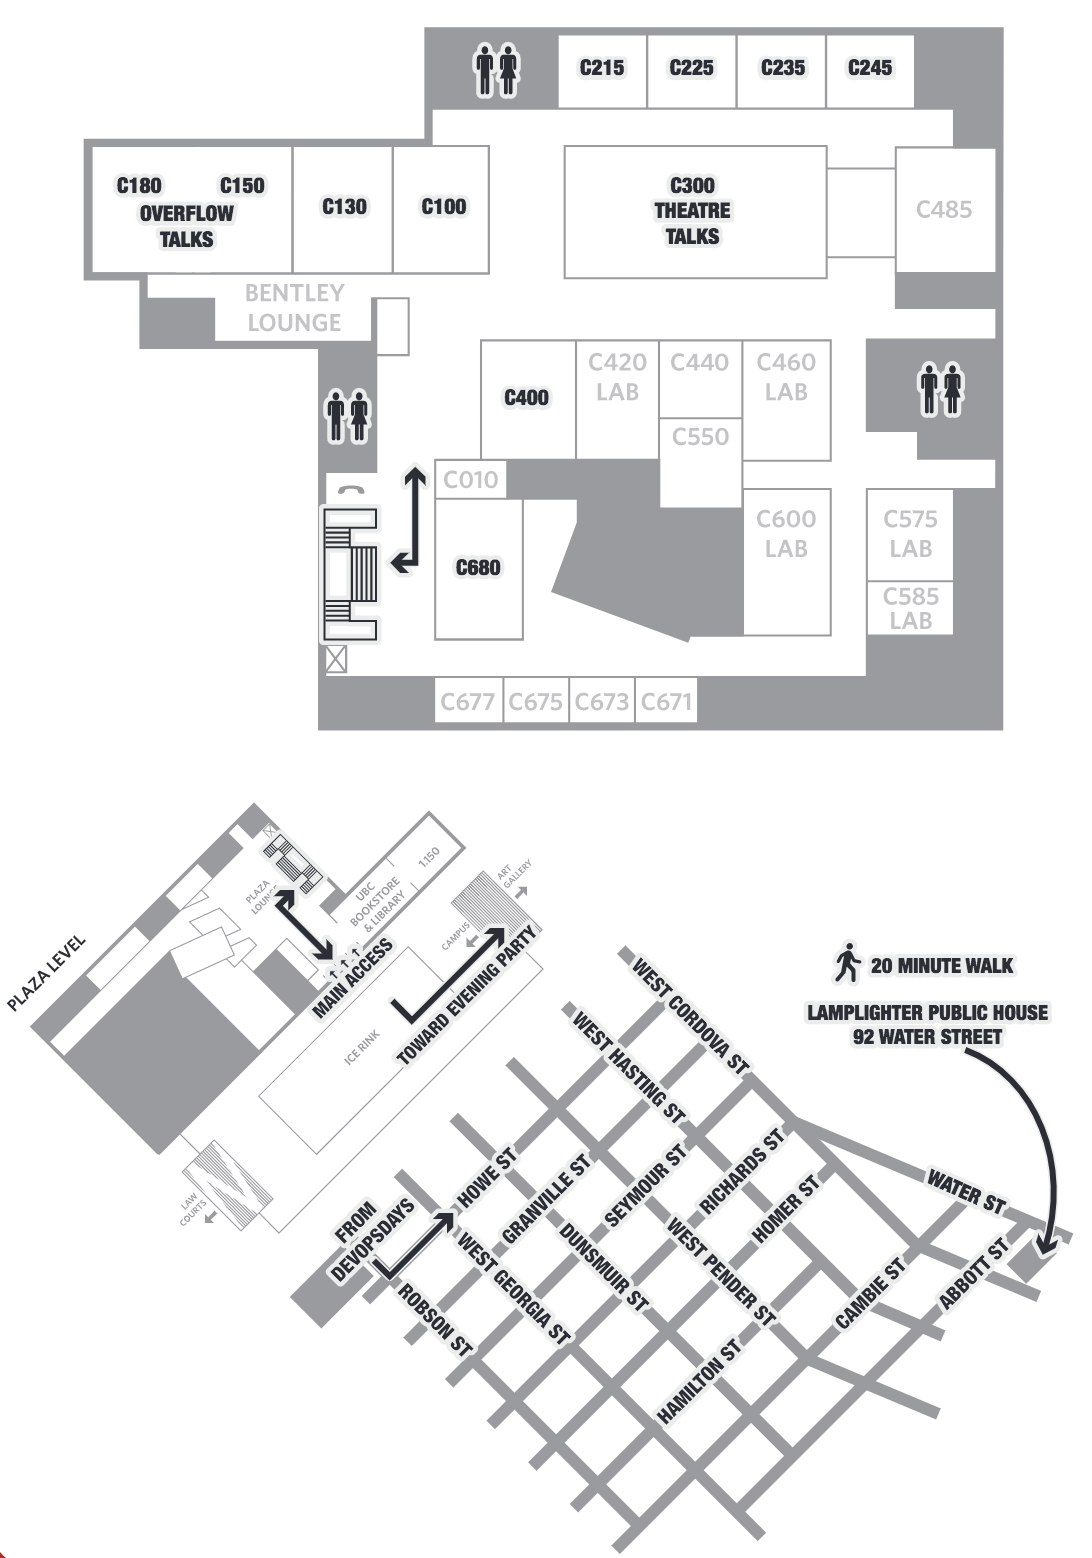 C215
C225
C235
C245
C180
C150
OVERFLOW
TALKS
C130
C100
C300
THEATRE
TALKS
C485
BENTLEY
LOUNGE
C400
C420
LAB
C440
C460
LAB
C550
C010
C680
C600
LAB
C575
LAB
C585
LAB
C677
C675
C673
C671
PLAZA LEVEL
PLAZA
LOUNGE
UBC
BOOKSTORE
& LIBRARY
1.150
ART
GALLERY
CAMPUS
MAIN ACCESS
TOWARD EVENING PARTY
ICE RINK
LAW
COURTS
20 MINUTE WALK
LAMPLIGHTER PUBLIC HOUSE
92 WATER STREET
WEST CORDOVA ST
WEST HASTING ST
HOWE ST
GRANVILLE ST
SEYMOUR ST
RICHARDS ST
HOMER ST
WATER ST
FROM
DEVOPSDAYS
ROBSON ST
WEST GEORGIA ST
DUNSMUIR ST
WEST PENDER ST
HAMILTON ST
CAMBIE ST
ABBOTT ST